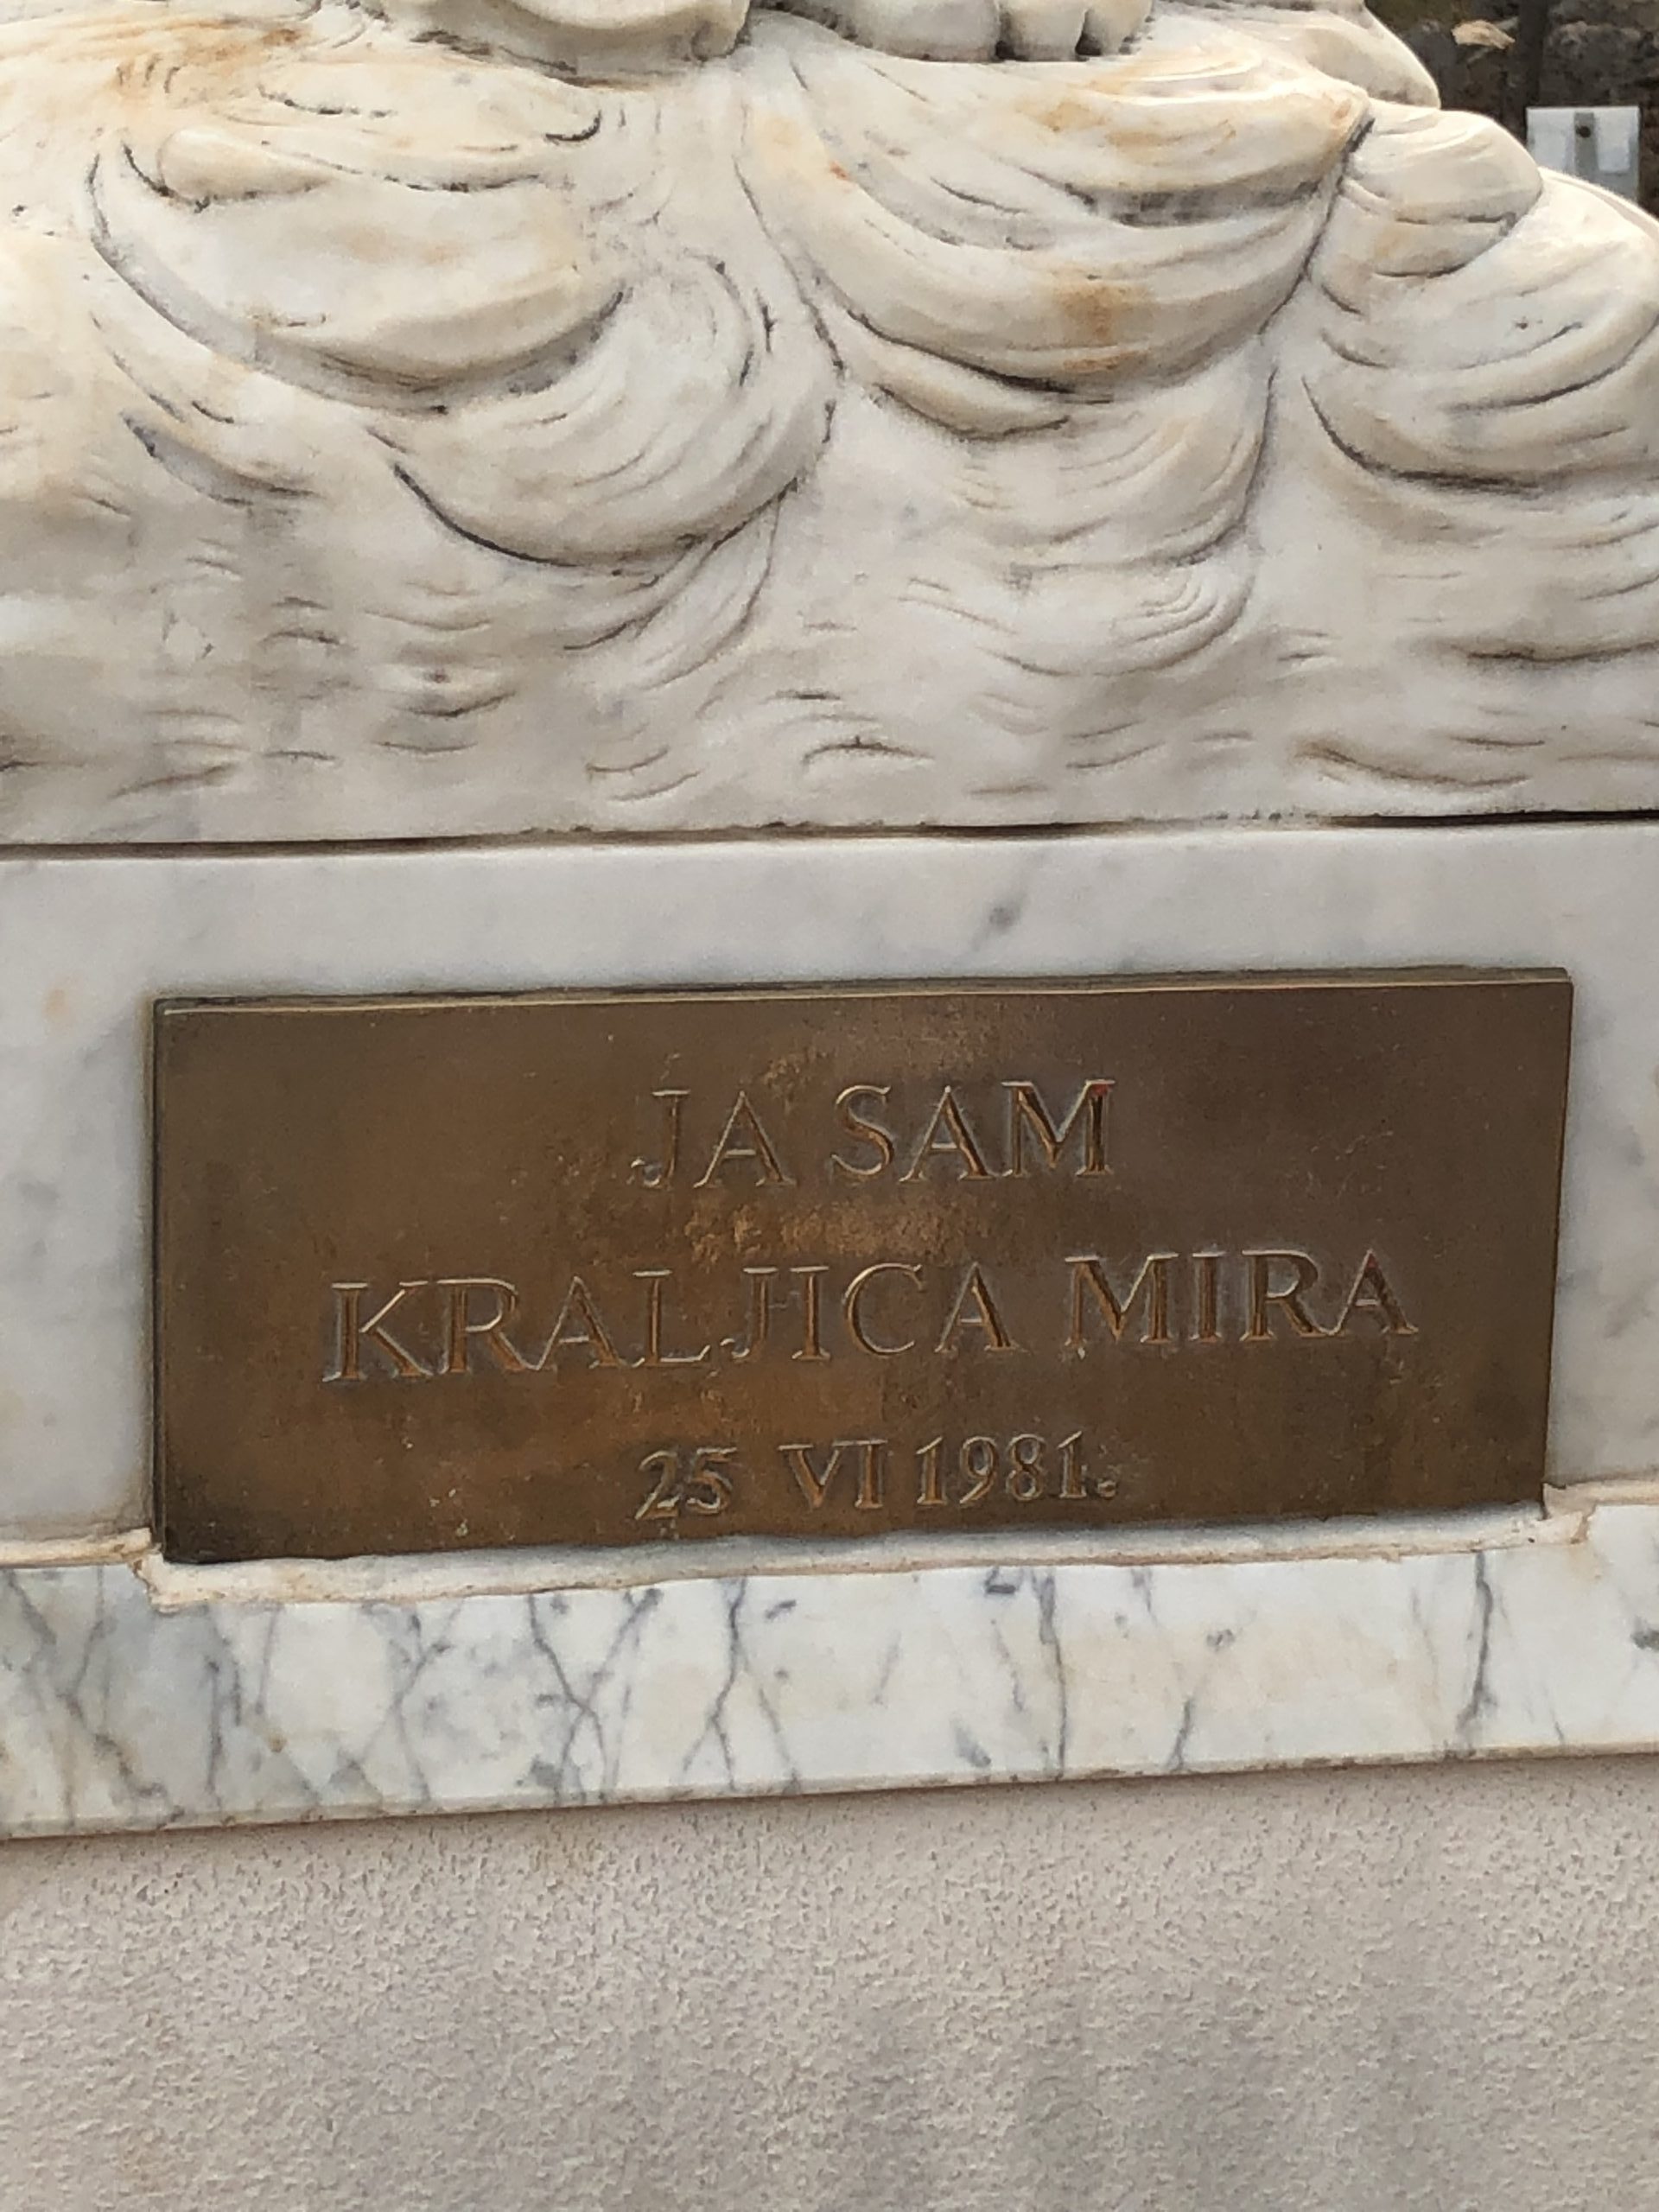 JA SAM
KRALJICA MIRA
25 VI 1981.